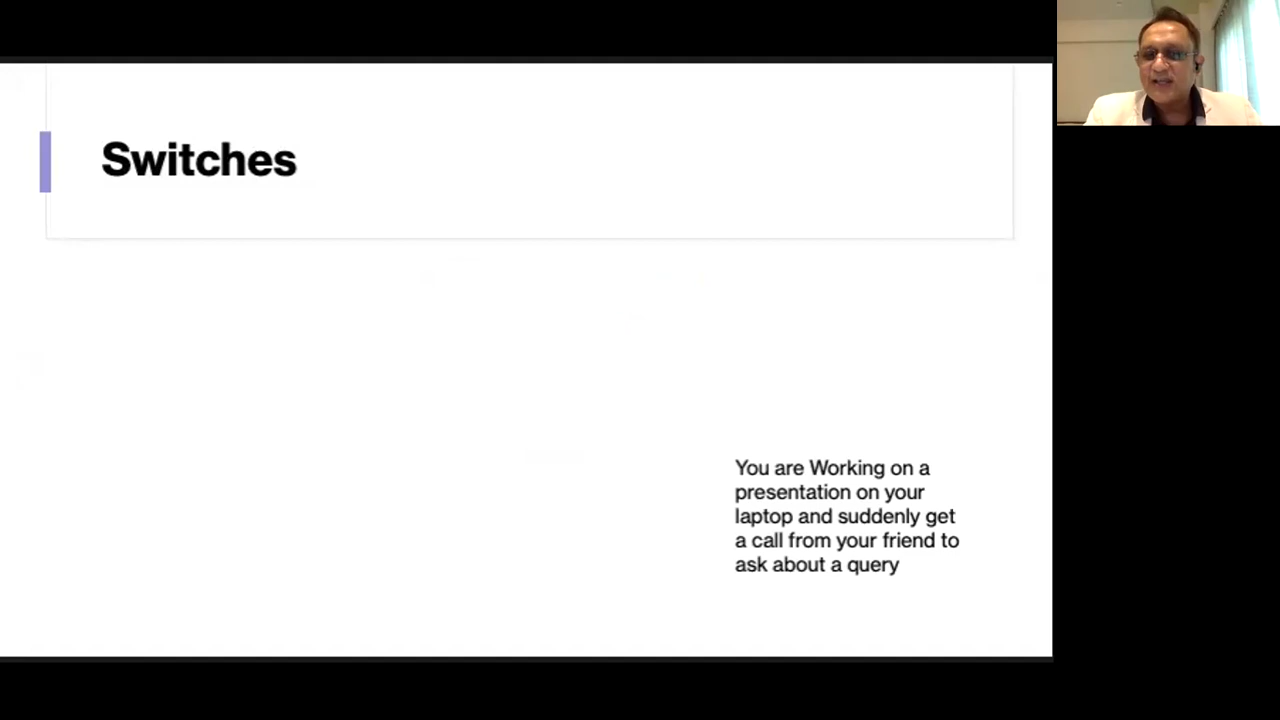 Switches
You are Working on a
presentation on your
laptop and suddenly get
a call from your friend to
ask about a query